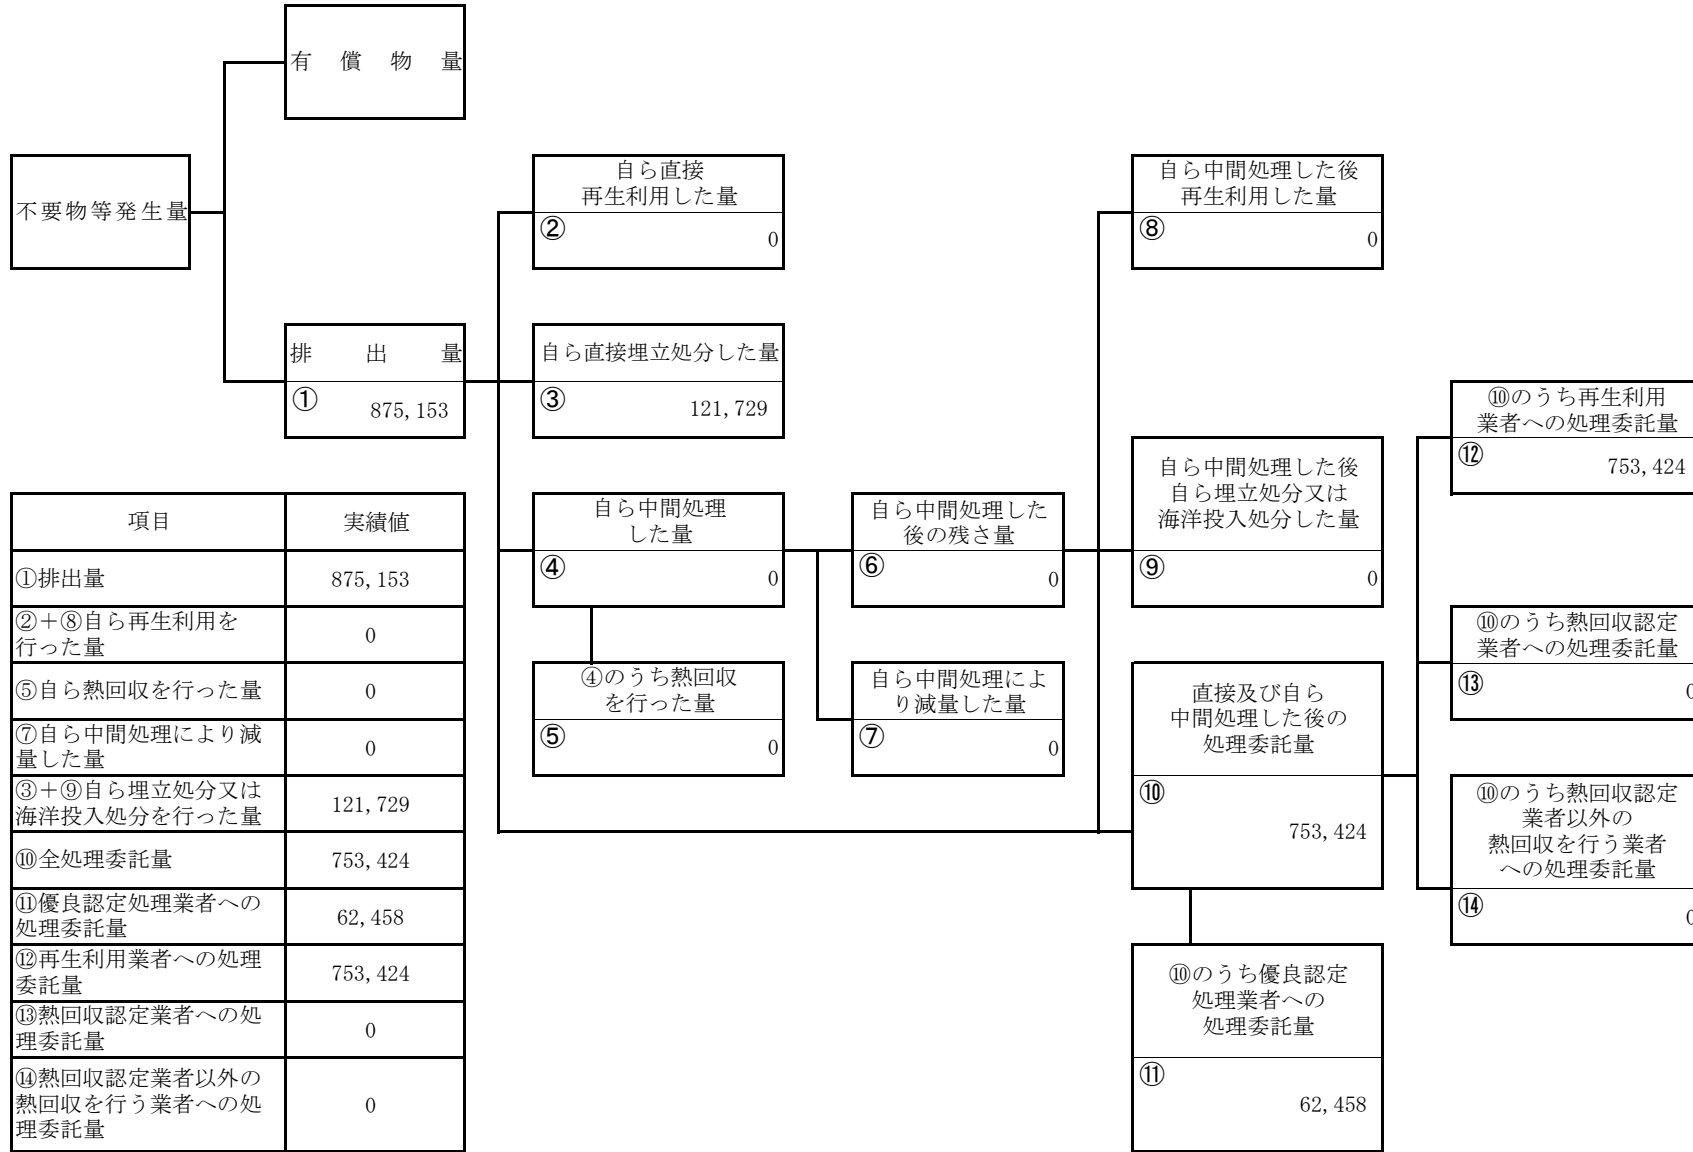 有償物量
不要物等発生量
自ら直接
再生利用した量
②
0
自ら中間処理した後
再生利用した量
⑧
0
排出量
①
875,153
自ら直接埋立処分した量
③
121,729
⑩のうち再生利用
業者への処理委託量
⑫
753,424
自ら中間処理
した量
④
0
自ら中間処理した
後の残さ量
⑥
0
自ら中間処理した後
自ら埋立処分又は
海洋投入処分した量
⑨
0
④のうち熱回収
を行った量
⑤
0
自ら中間処理によ
り減量した量
⑦
0
直接及び自ら
中間処理した後の
処理委託量
⑩
753,424
⑩のうち熱回収認定
業者への処理委託量
⑬
0
⑩のうち熱回収認定
業者以外の
熱回収を行う業者
への処理委託量
⑭
0
⑩のうち優良認定
処理業者への
処理委託量
⑪
62,458
項目 実績値
①排出量 875,153
②＋⑧自ら再生利用を
行った量 0
⑤自ら熱回収を行った量 0
⑦自ら中間処理により減
量した量 0
③＋⑨自ら埋立処分又は
海洋投入処分を行った量 121,729
⑩全処理委託量 753,424
⑪優良認定処理業者への
処理委託量 62,458
⑫再生利用業者への処理
委託量 753,424
⑬熱回収認定業者への処
理委託量 0
⑭熱回収認定業者以外の
熱回収を行う業者への処
理委託量 0